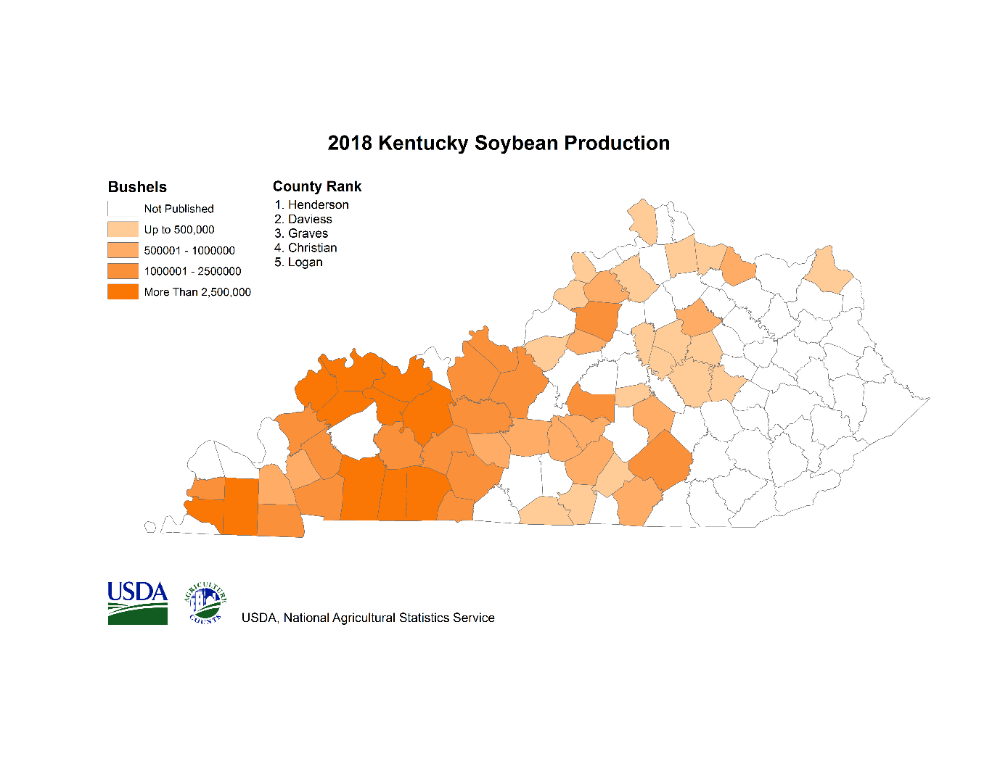 2018 Kentucky Soybean Production
Bushels
Not Published
Up to 500,000
500001 - 1000000
1000001 - 2500000
More Than 2,500,000
County Rank
1. Henderson
2. Daviess
3. Graves
4. Christian
5. Logan
USDA
AGRICULTURE
COUNTS
USDA, National Agricultural Statistics Service